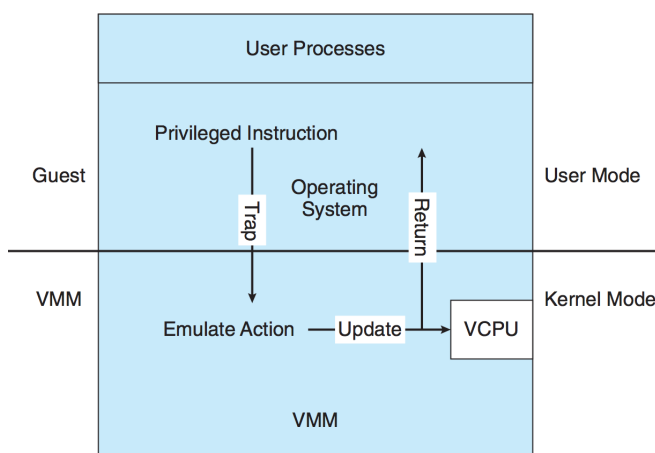 User Processes
Privileged Instruction
Guest
Operating
System
User Mode
Trap
Return
VMM
Kernel Mode
Emulate Action
Update
VCPU
VMM